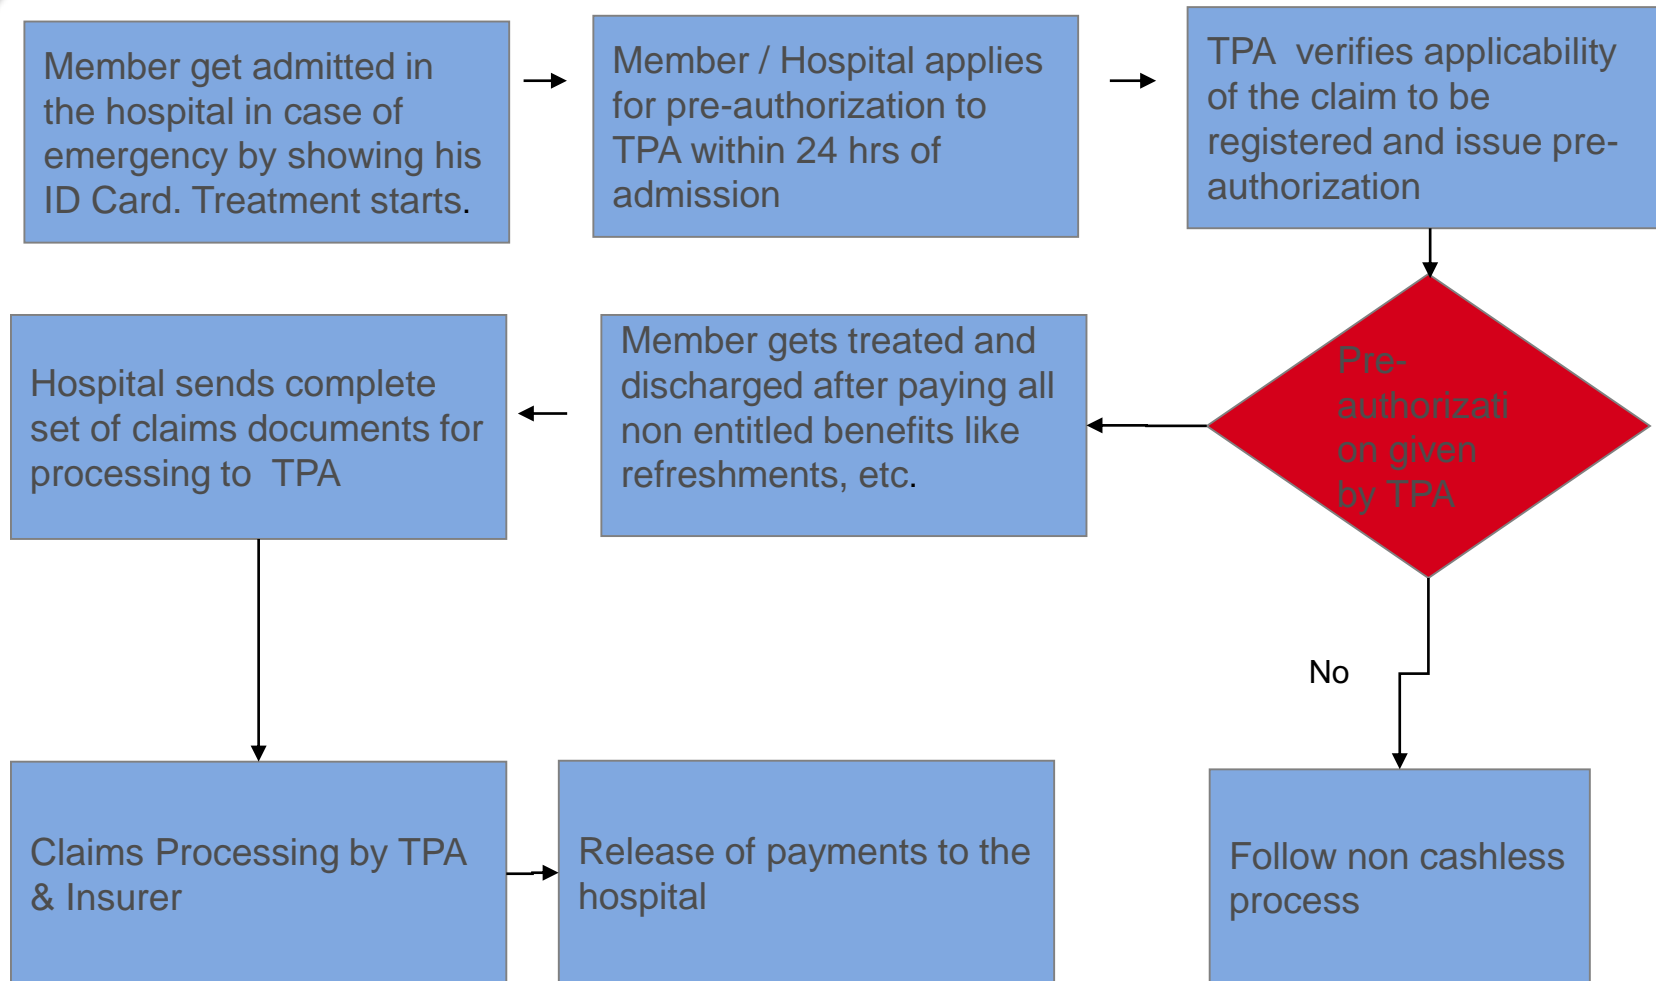 Member get admitted in
the hospital in case of
emergency by showing his
ID Card. Treatment starts.
Member / Hospital applies
for pre-authorization to
TPA within 24 hrs of
admission
TPA  verifies applicability
of the claim to be
registered and issue pre-
authorization
Pre-
authorizati
on given
by TPA
Member gets treated and
discharged after paying all
non entitled benefits like
refreshments, etc.
Hospital sends complete
set of claims documents for
processing to  TPA
No
Claims Processing by TPA
& Insurer
Release of payments to the
hospital
Follow non cashless
process